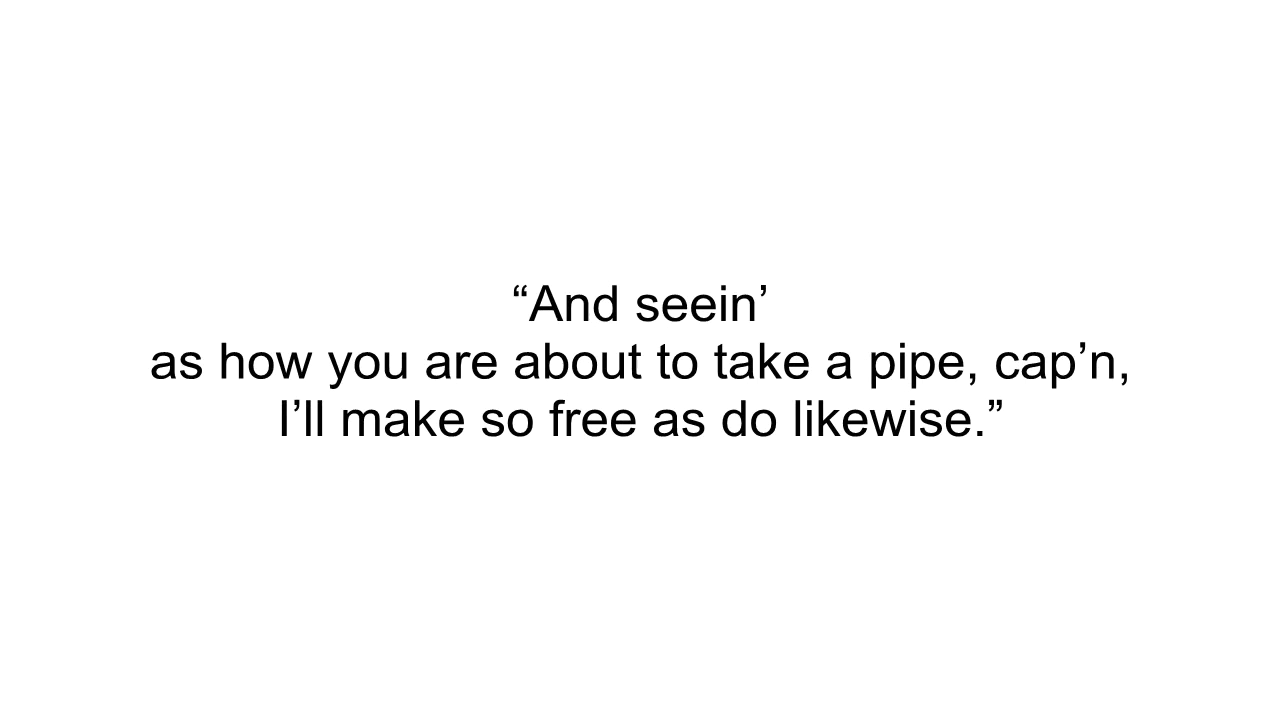 “And seein’
as how you are about to take a pipe, cap’n,
I’ll make so free as do likewise.”